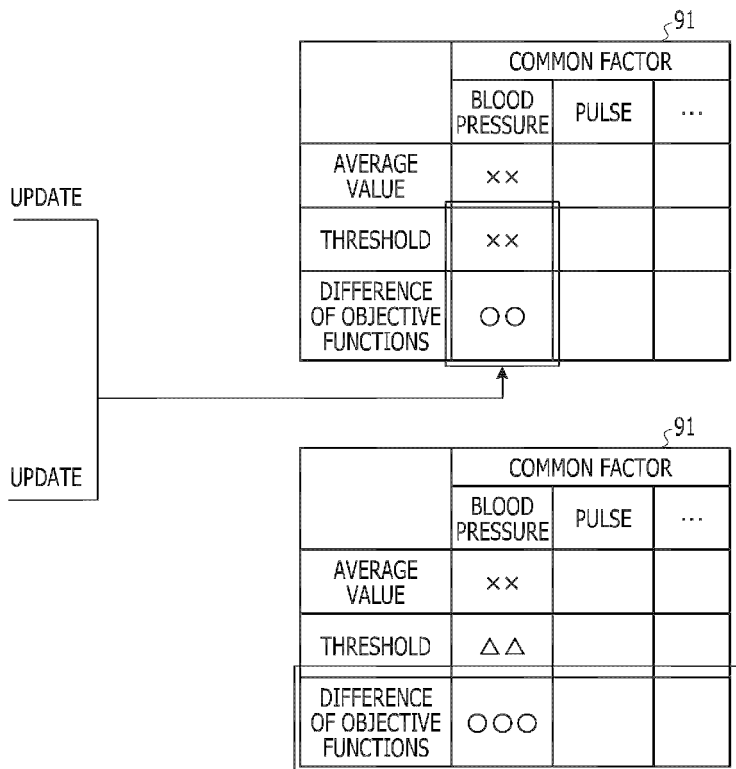 91
COMMON FACTOR
BLOOD
PRESSURE
PULSE
...
AVERAGE
VALUE
××
UPDATE
THRESHOLD
××
DIFFERENCE
OF OBJECTIVE
FUNCTIONS
○○
91
UPDATE
COMMON FACTOR
BLOOD
PRESSURE
PULSE
...
AVERAGE
VALUE
××
THRESHOLD
△△
DIFFERENCE
OF OBJECTIVE
FUNCTIONS
○○○